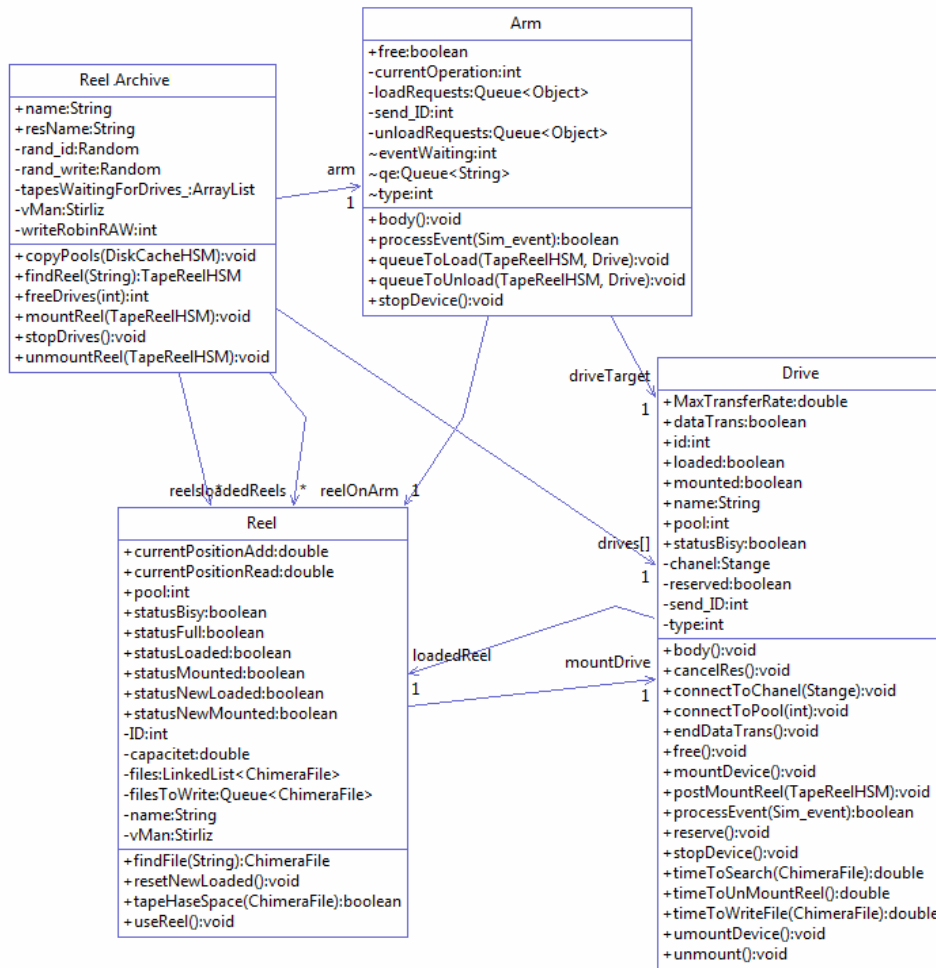 Arm
+free:boolean
-currentOperation:int
-loadRequests:Queue<Object>
-send_ID:int
-unloadRequests:Queue<Object>
~eventWaiting:int
~qe:Queue<String>
~type:int
+body():void
+processEvent(Sim_event):boolean
+queueToLoad(TapeReelHSM, Drive):void
+queueToUnload(TapeReelHSM, Drive):void
+stopDevice():void
Reel Archive
+name:String
+resName:String
-rand_id:Random
-rand_write:Random
-tapesWaitingForDrives_:ArrayList
-vMan:Stirliz
-writeRobinRAW:int
+copyPools(DiskCacheHSM):void
+findReel(String):TapeReelHSM
+freeDrives(int):int
+mountReel(TapeReelHSM):void
+stopDrives():void
+unmountReel(TapeReelHSM):void
arm
1
driveTarget
1
reels
*
loadedReels
*
reelOnArm
1
drives[]
1
loadedReel
1
mountDrive
1
Drive
+MaxTransferRate:double
+dataTrans:boolean
+id:int
+loaded:boolean
+mounted:boolean
+name:String
+pool:int
+statusBisy:boolean
-chanel:Stange
-reserved:boolean
-send_ID:int
-type:int
+body():void
+cancelRes():void
+connectToChanel(Stange):void
+connectToPool(int):void
+endDataTrans():void
+free():void
+mountDevice():void
+postMountReel(TapeReelHSM):void
+processEvent(Sim_event):boolean
+reserve():void
+stopDevice():void
+timeToSearch(ChimeraFile):double
+timeToUnMountReel():double
+timeToWriteFile(ChimeraFile):double
+umountDevice():void
+unmount():void
Reel
+currentPositionAdd:double
+currentPositionRead:double
+pool:int
+statusBisy:boolean
+statusFull:boolean
+statusLoaded:boolean
+statusMounted:boolean
+statusNewLoaded:boolean
+statusNewMounted:boolean
-ID:int
-capacitet:double
-files:LinkedList<ChimeraFile>
-filesToWrite:Queue<ChimeraFile>
-name:String
-vMan:Stirliz
+findFile(String):ChimeraFile
+resetNewLoaded():void
+tapeHaseSpace(ChimeraFile):boolean
+useReel():void